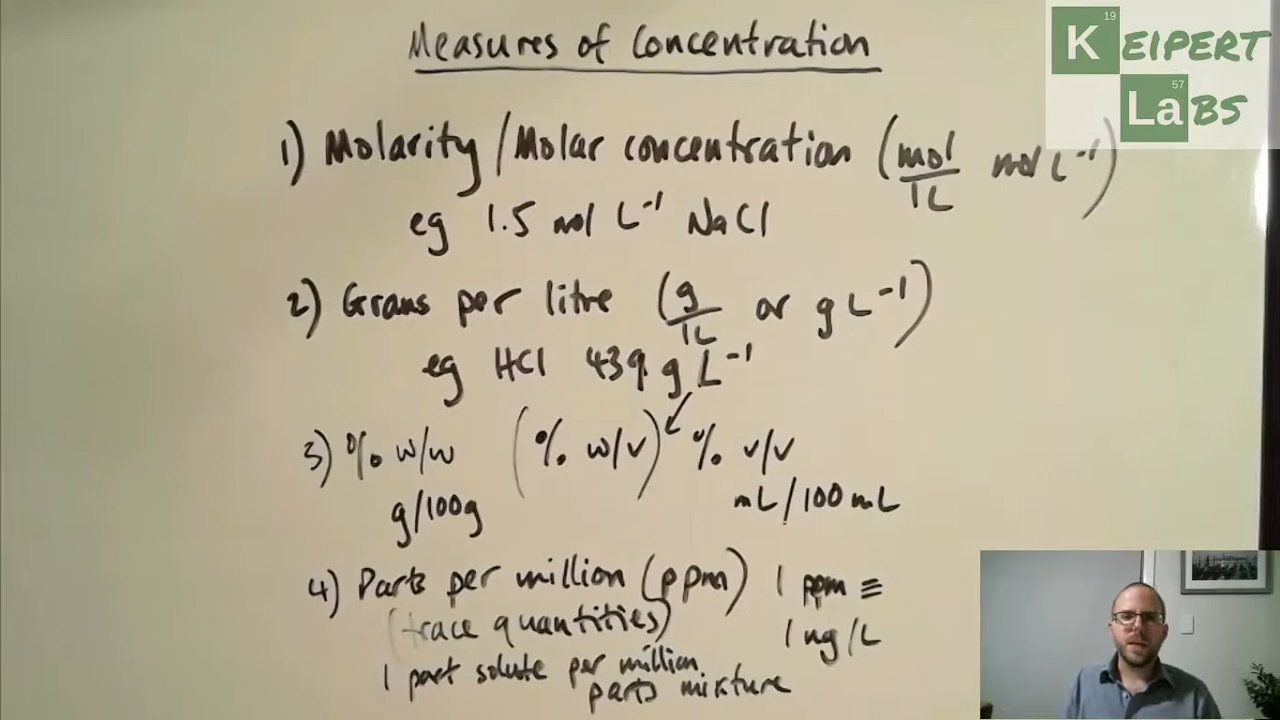 Measures of Concentration
19
KEIPERT
57
LaBS
1) Molarity/Molar concentration (mol/1L mol L⁻¹)
eg 1.5 mol L⁻¹ NaCl
2) Grams per litre (g/1L or g L⁻¹)
eg HCl 439 g L⁻¹
3) % w/w (% w/v) % v/v
g/100g mL/100mL
4) Parts per million (ppm) 1 ppm ≡
(trace quantities) 1 mg/L
1 part solute per million
parts mixture